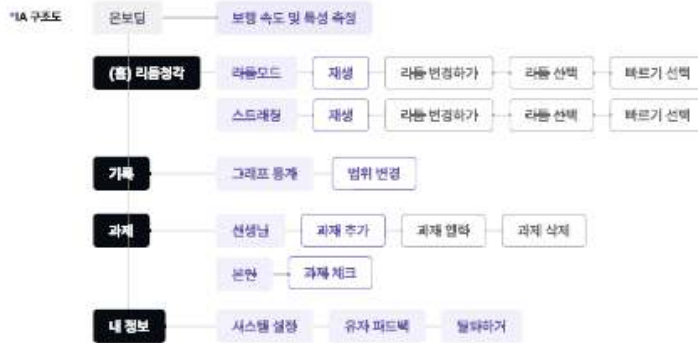 *IA 구조도
온보딩 보행 속도 및 특성 측정
(홈) 리듬청각 리듬모드 재생 리듬 변경하기 리듬 선택 빠르기 선택
스트레칭 재생 리듬 변경하기 리듬 선택 빠르기 선택
기록 그래프 통계 범위 변경
과제 선생님 과제 추가 과제 열람 과제 삭제
본인 과제 체크
내 정보 시스템 설정 유저 피드백 탈퇴하기